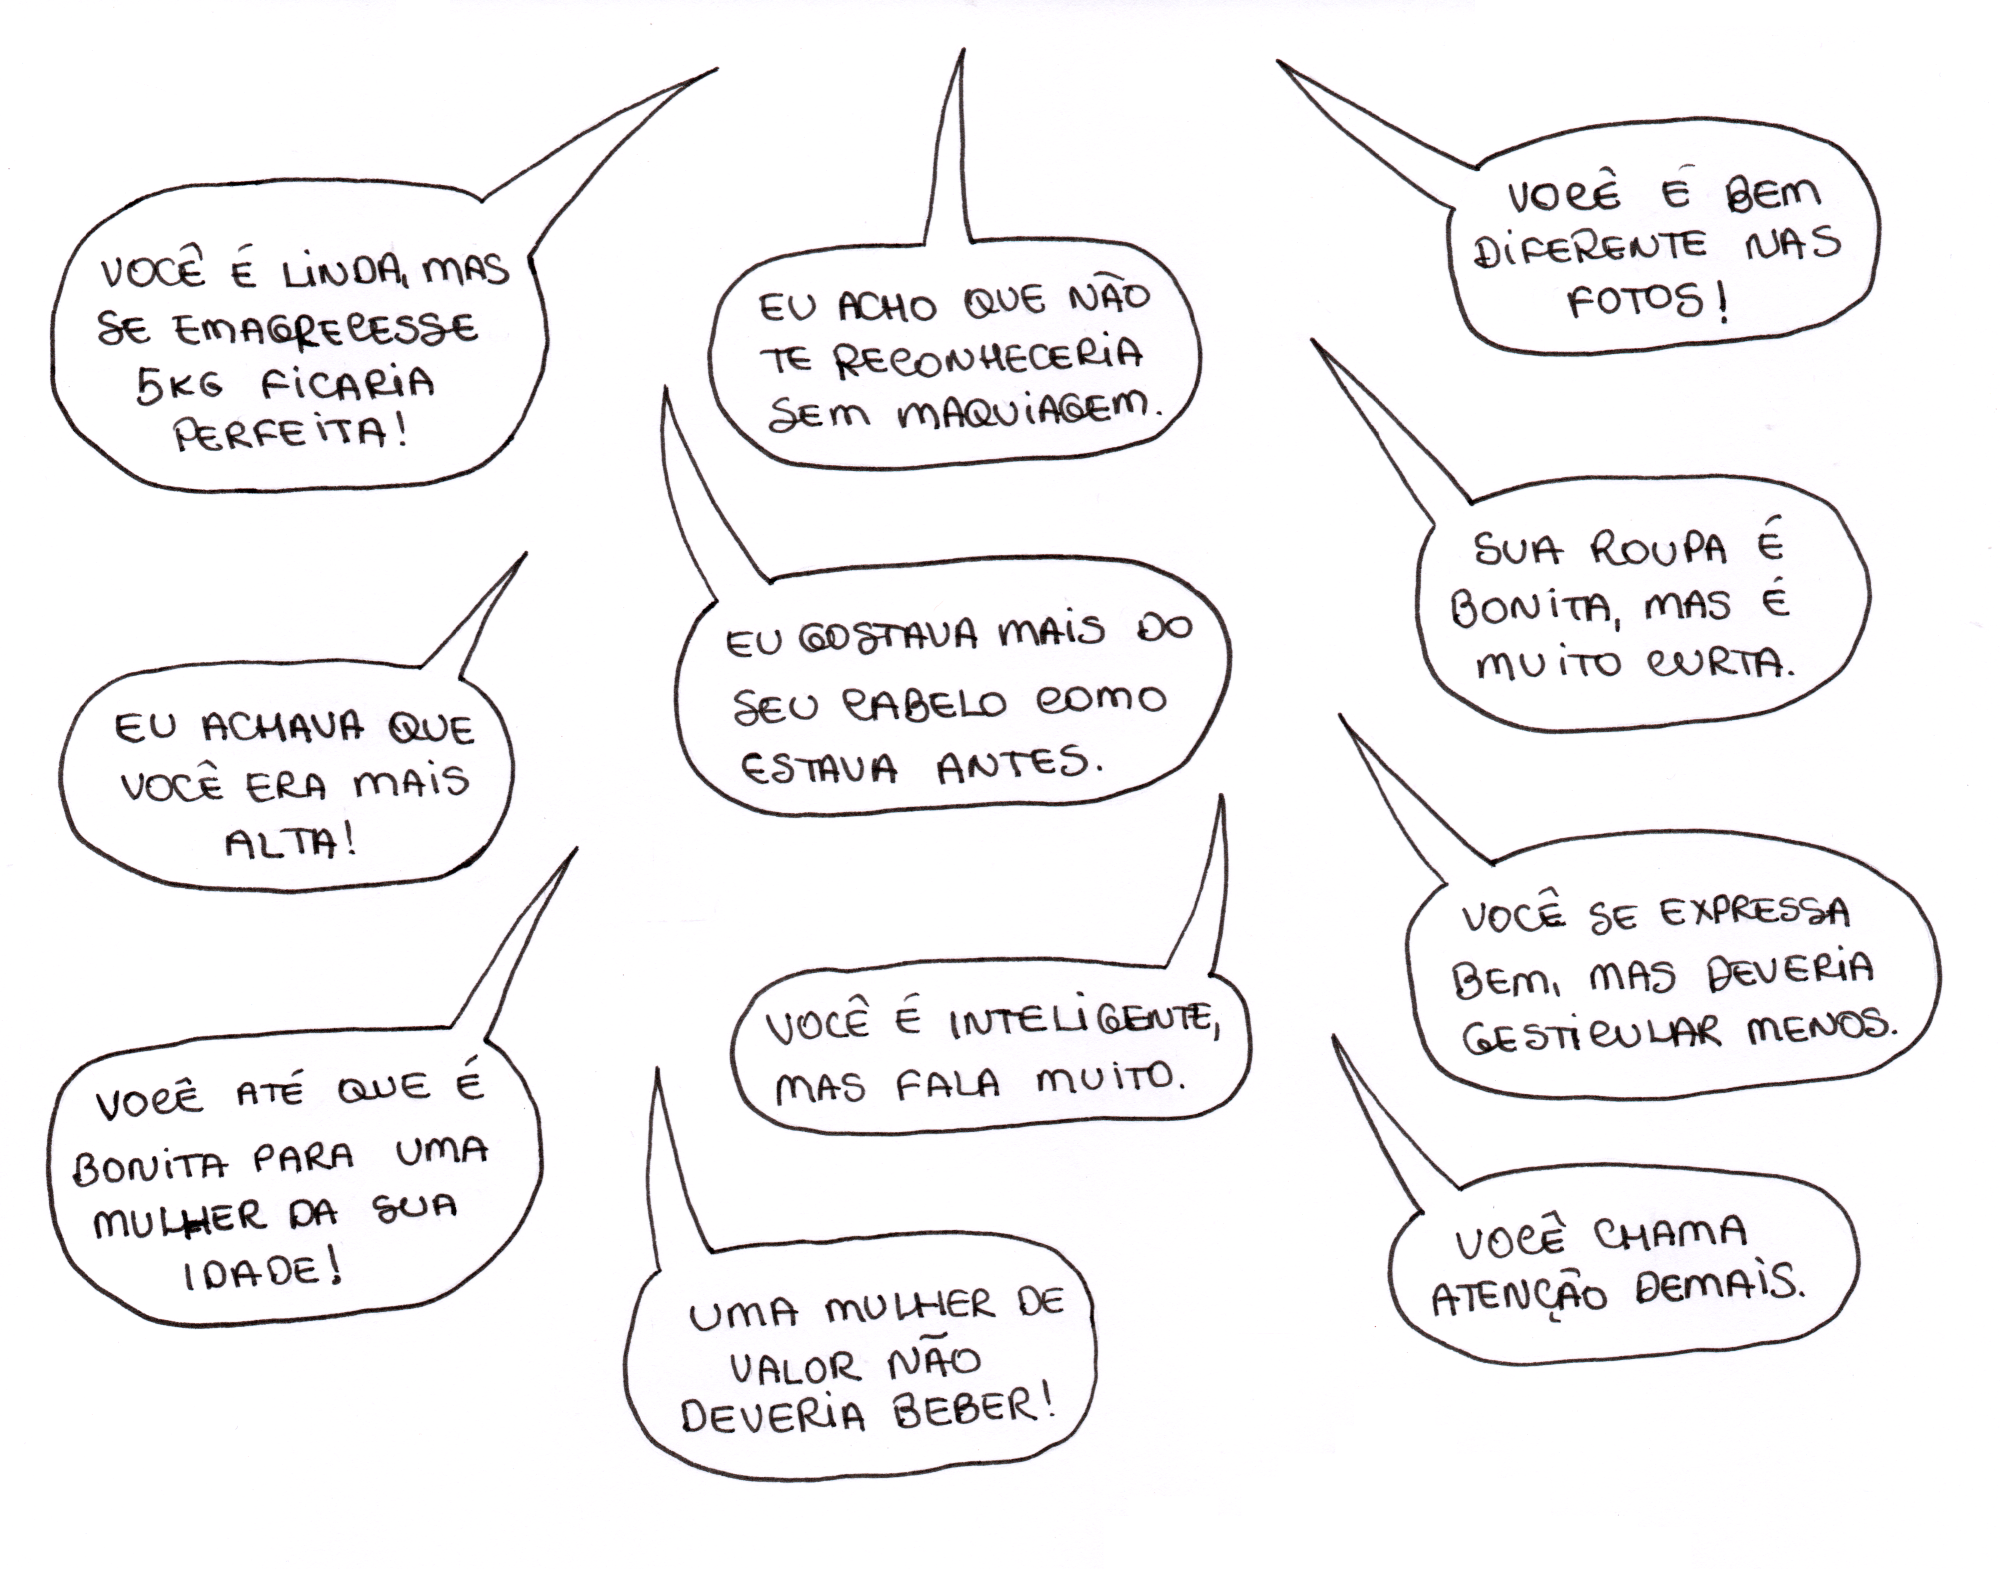 VOCÊ É LINDA, MAS
SE EMAGRECESSE
5KG FICARIA
PERFEITA!
EU ACHO QUE NÃO
TE RECONHECERIA
SEM MAQUIAGEM.
VOCÊ É BEM
DIFERENTE NAS
FOTOS!
EU ACHAVA QUE
VOCÊ ERA MAIS
ALTA!
EU GOSTAVA MAIS DO
SEU CABELO COMO
ESTAVA ANTES.
SUA ROUPA É
BONITA, MAS É
MUITO CURTA.
VOCÊ ATÉ QUE É
BONITA PARA UMA
MULHER DA SUA
IDADE!
VOCÊ É INTELIGENTE,
MAS FALA MUITO.
VOCÊ SE EXPRESSA
BEM, MAS DEVERIA
GESTICULAR MENOS.
UMA MULHER DE
VALOR NÃO
DEVERIA BEBER!
VOCÊ CHAMA
ATENÇÃO DEMAIS.